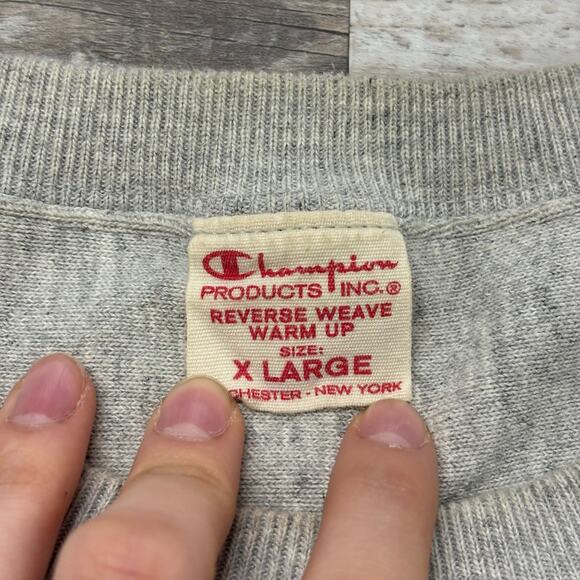 Champion
PRODUCTS INC.®
REVERSE WEAVE
WARM UP
SIZE:
X LARGE
CHESTER - NEW YORK